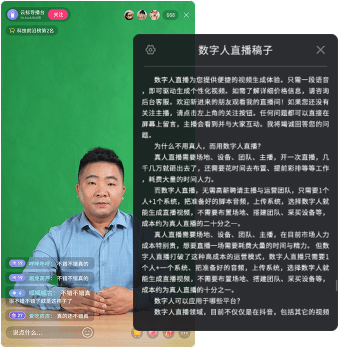 云标导播台
关注
668
科技前沿榜第2名
数字人直播稿子
数字人直播为您提供便捷的视频生成体验。只需一段语音
，即可驱动生成个性化视频。如需了解详细价格信息，请咨询
后台客服。欢迎新进来的朋友观看我的直播间！如果您还没有
关注主播，请点击左上角的关注按钮。任何问题都可以直接在
屏幕上留言，主播会看到并与大家互动。我将竭诚回答您的问
题。
为什么不用真人，而用数字人直播？
真人直播需要场地、设备、团队、主播，开一次直播，几
千几万就砸出去了，还需要花时间去布置、提前彩排等等工作
，耗费大量的时间人力。
而数字人直播，无需高薪聘请主播与运营团队，只需要1个
人+1个系统，把准备好的脚本音频，上传系统，选择数字人就
能生成直播视频，不需要布置场地、搭建团队、采买设备等，
成本约为真人直播的二十分之一。
真人直播需要场地、设备、团队、主播，在目前市场人力
成本特别贵，想要直播一场需要耗费大量的时间与精力。但数
字人直播打破了这种高成本的运营模式，数字人直播只需要1
个人+一个系统、把准备好的音频，上传系统，选择数字人就
能生成直播视频，不需要布置场地、搭建团队、采买设备等，
成本约为真人直播的十分之一。
数字人可以应用于哪些平台？
数字人直播领域，目前不仅仅是在抖音，包括其它的视频
不错不错真的
不错不错真的
不错不错真的
很不错不错手就是这样子了
真的还不错真
说点什么...